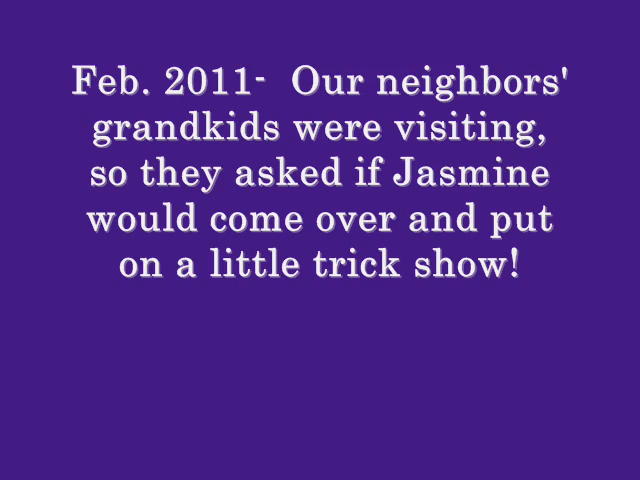 Feb. 2011-  Our neighbors'
grandkids were visiting,
so they asked if Jasmine
would come over and put
on a little trick show!